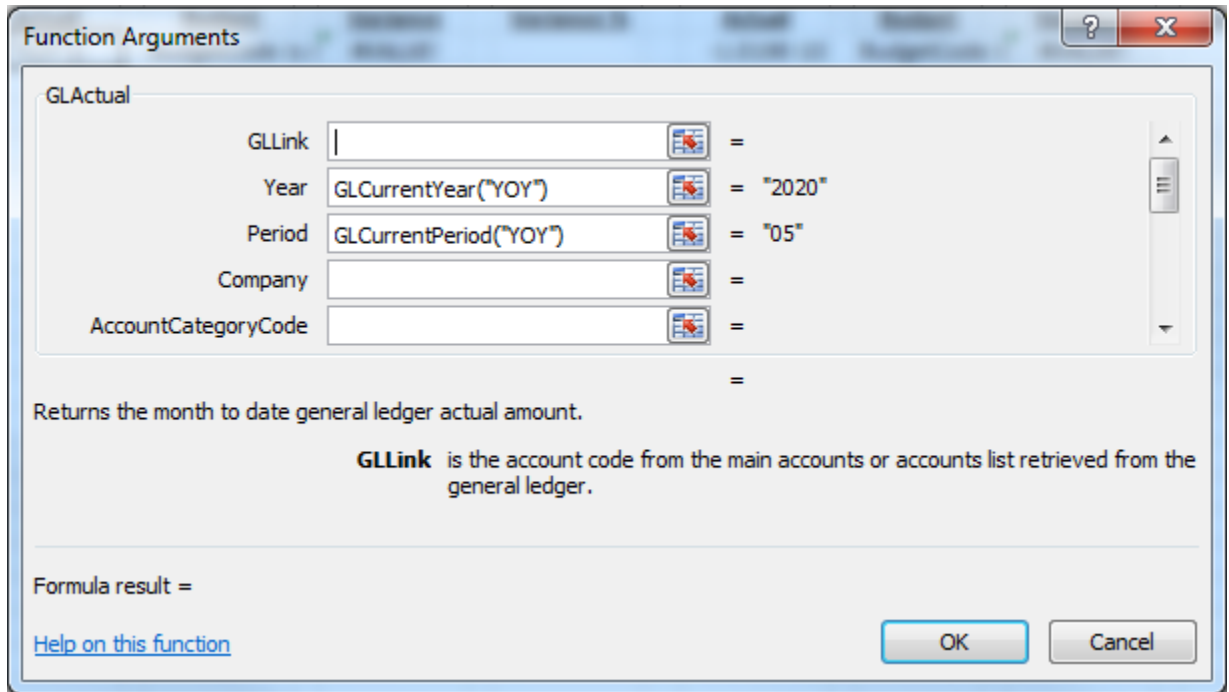 Function Arguments
?
X
GLActual
GLLink =
Year GLCurrentYear("YOY") = "2020"
Period GLCurrentPeriod("YOY") = "05"
Company =
AccountCategoryCode =
=
Returns the month to date general ledger actual amount.
GLLink is the account code from the main accounts or accounts list retrieved from the
general ledger.
Formula result =
Help on this function
OK Cancel